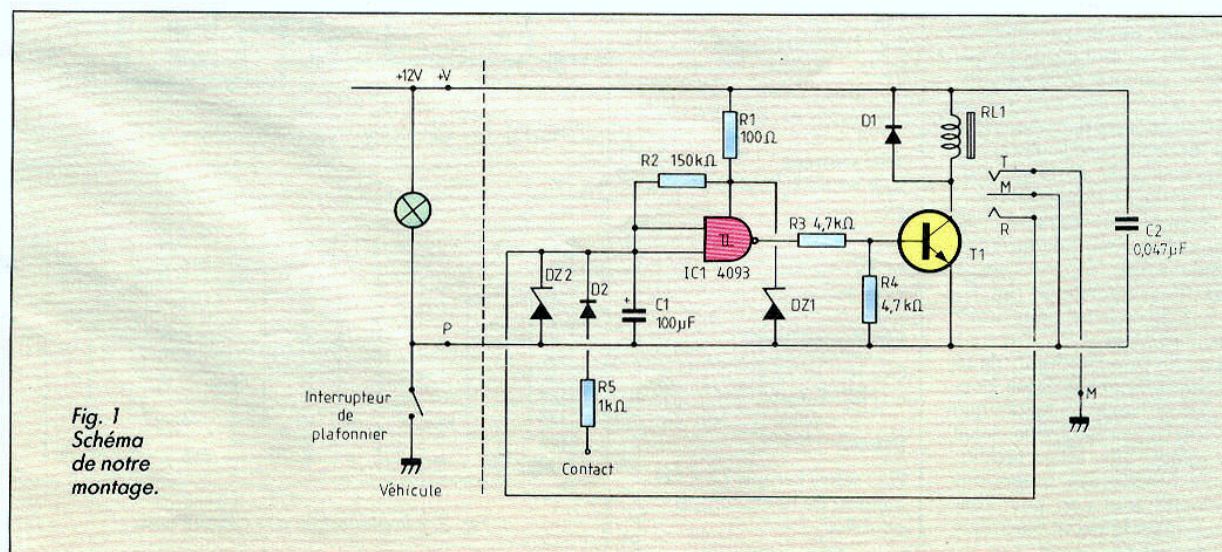 +12V
+V
R1
100Ω
R2 150kΩ
D1
RL1
T
M
R
R3 4,7kΩ
IC1 4093
T1
C2
0,047µF
DZ2
D2
C1
+
100µF
DZ1
R4
4,7kΩ
P
Interrupteur
de
plafonnier
R5
1kΩ
M
Contact
Véhicule
Fig. 1
Schéma
de notre
montage.